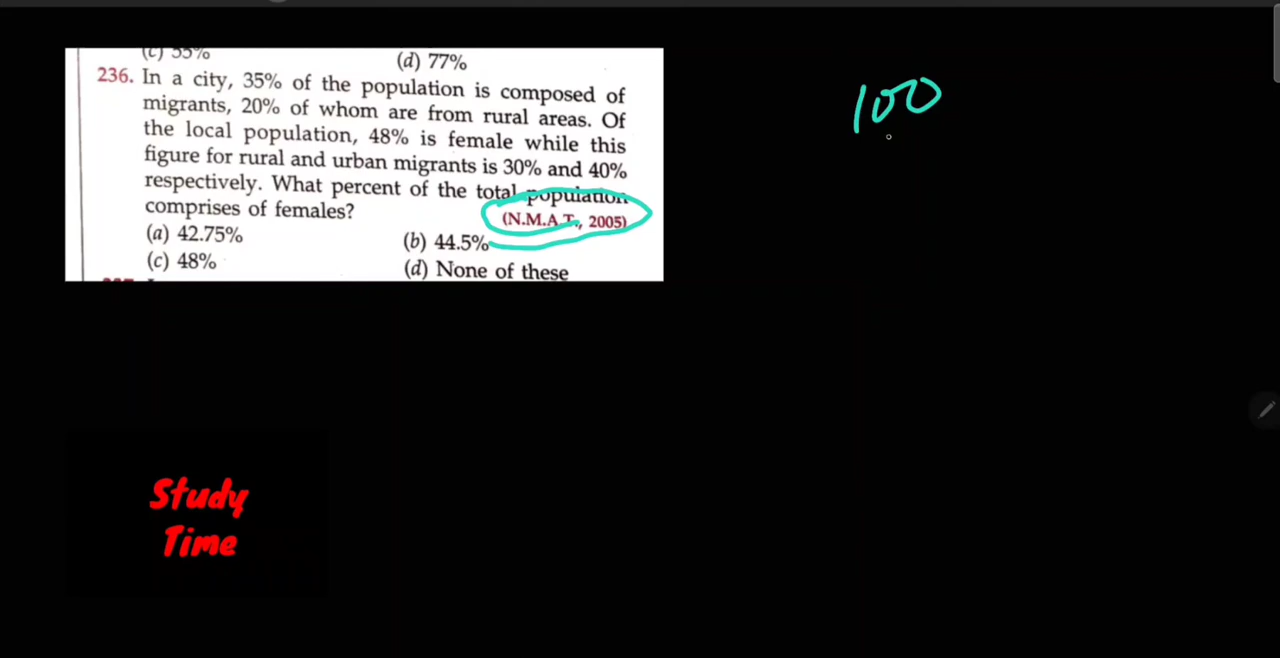 (c) 55%
(d) 77%
236. In a city, 35% of the population is composed of
migrants, 20% of whom are from rural areas. Of
the local population, 48% is female while this
figure for rural and urban migrants is 30% and 40%
respectively. What percent of the total population
comprises of females?
(N.M.A.T., 2005)
(a) 42.75%
(b) 44.5%
(c) 48%
(d) None of these
100
Study
Time